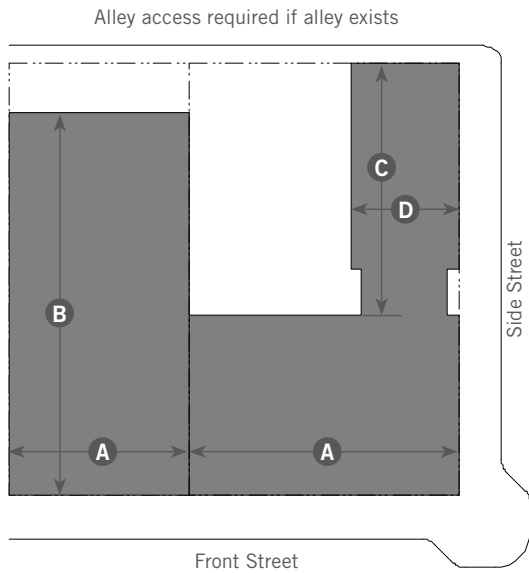 Alley access required if alley exists
C
D
B
Side Street
A
A
Front Street